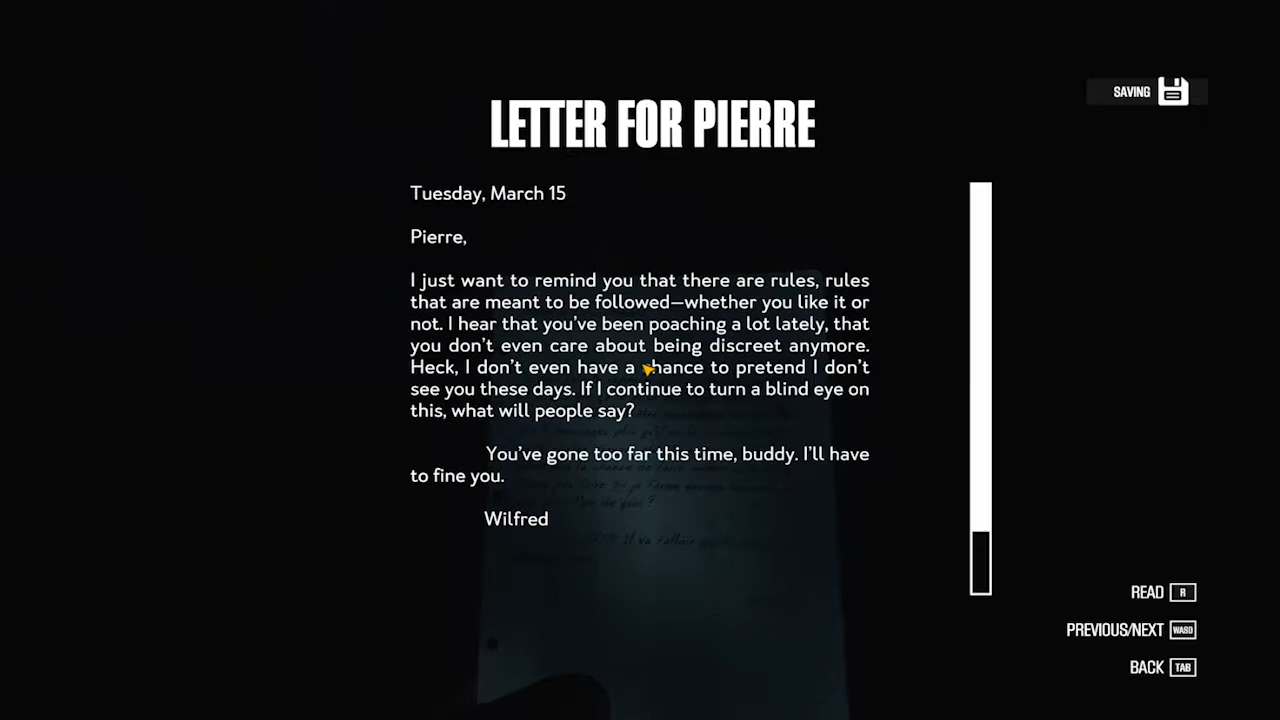 SAVING
LETTER FOR PIERRE
Tuesday, March 15
Pierre,
I just want to remind you that there are rules, rules
that are meant to be followed—whether you like it or
not. I hear that you've been poaching a lot lately, that
you don't even care about being discreet anymore.
Heck, I don't even have a chance to pretend I don't
see you these days. If I continue to turn a blind eye on
this, what will people say?
You've gone too far this time, buddy. I'll have
to fine you.
Wilfred
READ R
PREVIOUS/NEXT WASD
BACK TAB